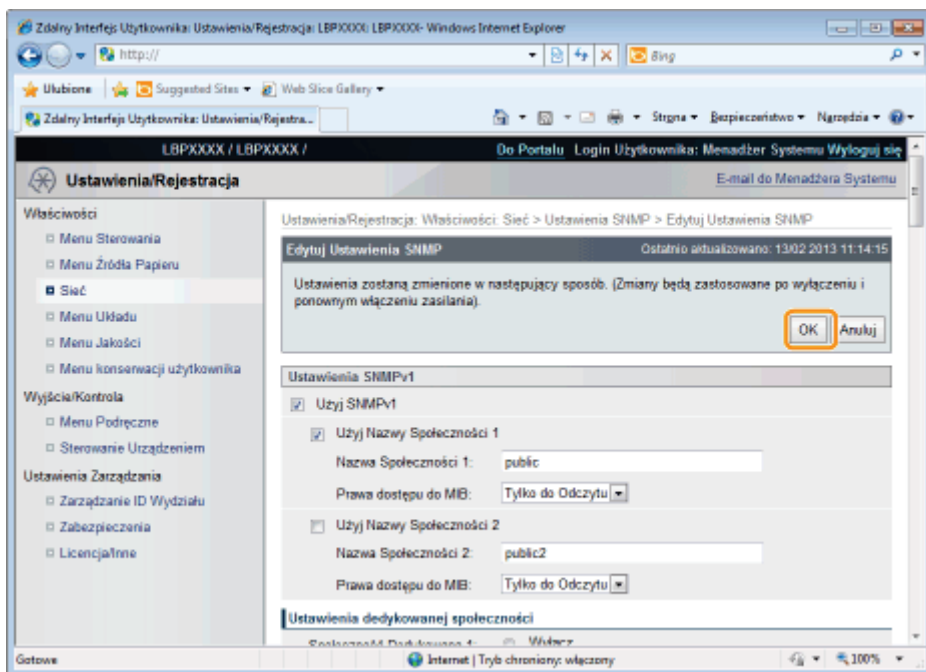 Zdalny Interfejs Użytkownika: Ustawienia/Rejestracja: LBPXXXX: LBPXXXX- Windows Internet Explorer
http://
Bing
Ulubione Suggested Sites Web Slice Gallery
Zdalny Interfejs Użytkownika: Ustawienia/Rejestra...
Strona Bezpieczeństwo Narzędzia
LBPXXXX / LBPXXXX /
Do Portalu Login Użytkownika: Menadżer Systemu Wyloguj się
Ustawienia/Rejestracja
E-mail do Menadżera Systemu
Właściwości
Menu Sterowania
Menu Źródła Papieru
Sieć
Menu Układu
Menu Jakości
Menu konserwacji użytkownika
Wyjście/Kontrola
Menu Podręczne
Sterowanie Urządzeniem
Ustawienia Zarządzania
Zarządzanie ID Wydziału
Zabezpieczenia
Licencja/Inne
Ustawienia/Rejestracja: Właściwości: Sieć > Ustawienia SNMP > Edytuj Ustawienia SNMP
Edytuj Ustawienia SNMP
Ostatnio aktualizowano: 13/02 2013 11:14:15
Ustawienia zostaną zmienione w następujący sposób. (Zmiany będą zastosowane po wyłączeniu i
ponownym włączeniu zasilania).
OK Anuluj
Ustawienia SNMPv1
Użyj SNMPv1
Użyj Nazwy Społeczności 1
Nazwa Społeczności 1: public
Prawa dostępu do MIB: Tylko do Odczytu
Użyj Nazwy Społeczności 2
Nazwa Społeczności 2: public2
Prawa dostępu do MIB: Tylko do Odczytu
Ustawienia dedykowanej społeczności
Społeczność Dedykowana 1: Wyłącz
Gotowe
Internet | Tryb chroniony: włączony
100%